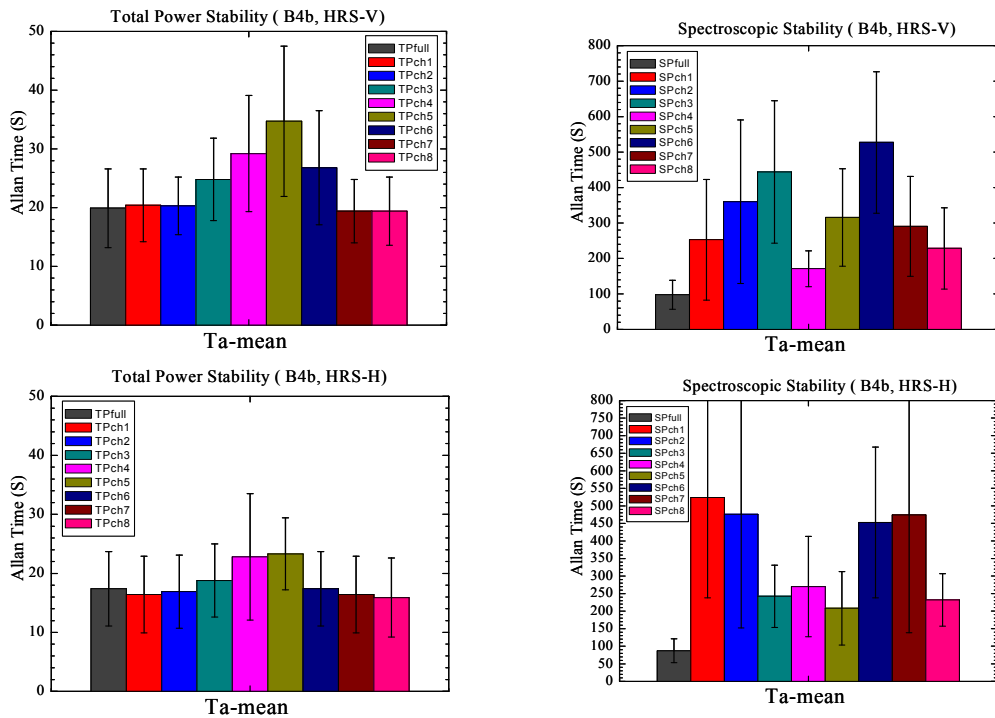 Total Power Stability ( B4b, HRS-V)
50
40
30
20
10
0
Allan Time (S)
TPfull
TPch1
TPch2
TPch3
TPch4
TPch5
TPch6
TPch7
TPch8
Ta-mean
Spectroscopic Stability ( B4b, HRS-V)
800
700
600
500
400
300
200
100
0
Allan Time (S)
SPfull
SPch1
SPch2
SPch3
SPch4
SPch5
SPch6
SPch7
SPch8
Ta-mean
Total Power Stability ( B4b, HRS-H)
50
40
30
20
10
0
Allan Time (S)
TPfull
TPch1
TPch2
TPch3
TPch4
TPch5
TPch6
TPch7
TPch8
Ta-mean
Spectroscopic Stability ( B4b, HRS-H)
800
750
700
650
600
550
500
450
400
350
300
250
200
150
100
50
0
Allan Time (S)
SPfull
SPch1
SPch2
SPch3
SPch4
SPch5
SPch6
SPch7
SPch8
Ta-mean